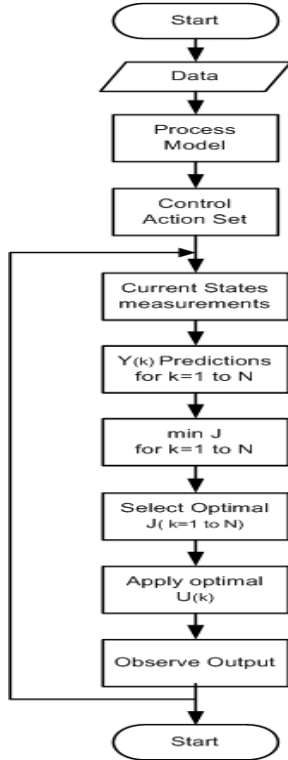 Start
Data
Process
Model
Control
Action Set
Current States
measurements
Y(k) Predictions
for k=1 to N
min J
for k=1 to N
Select Optimal
J( k=1 to N)
Apply optimal
U(k)
Observe Output
Start